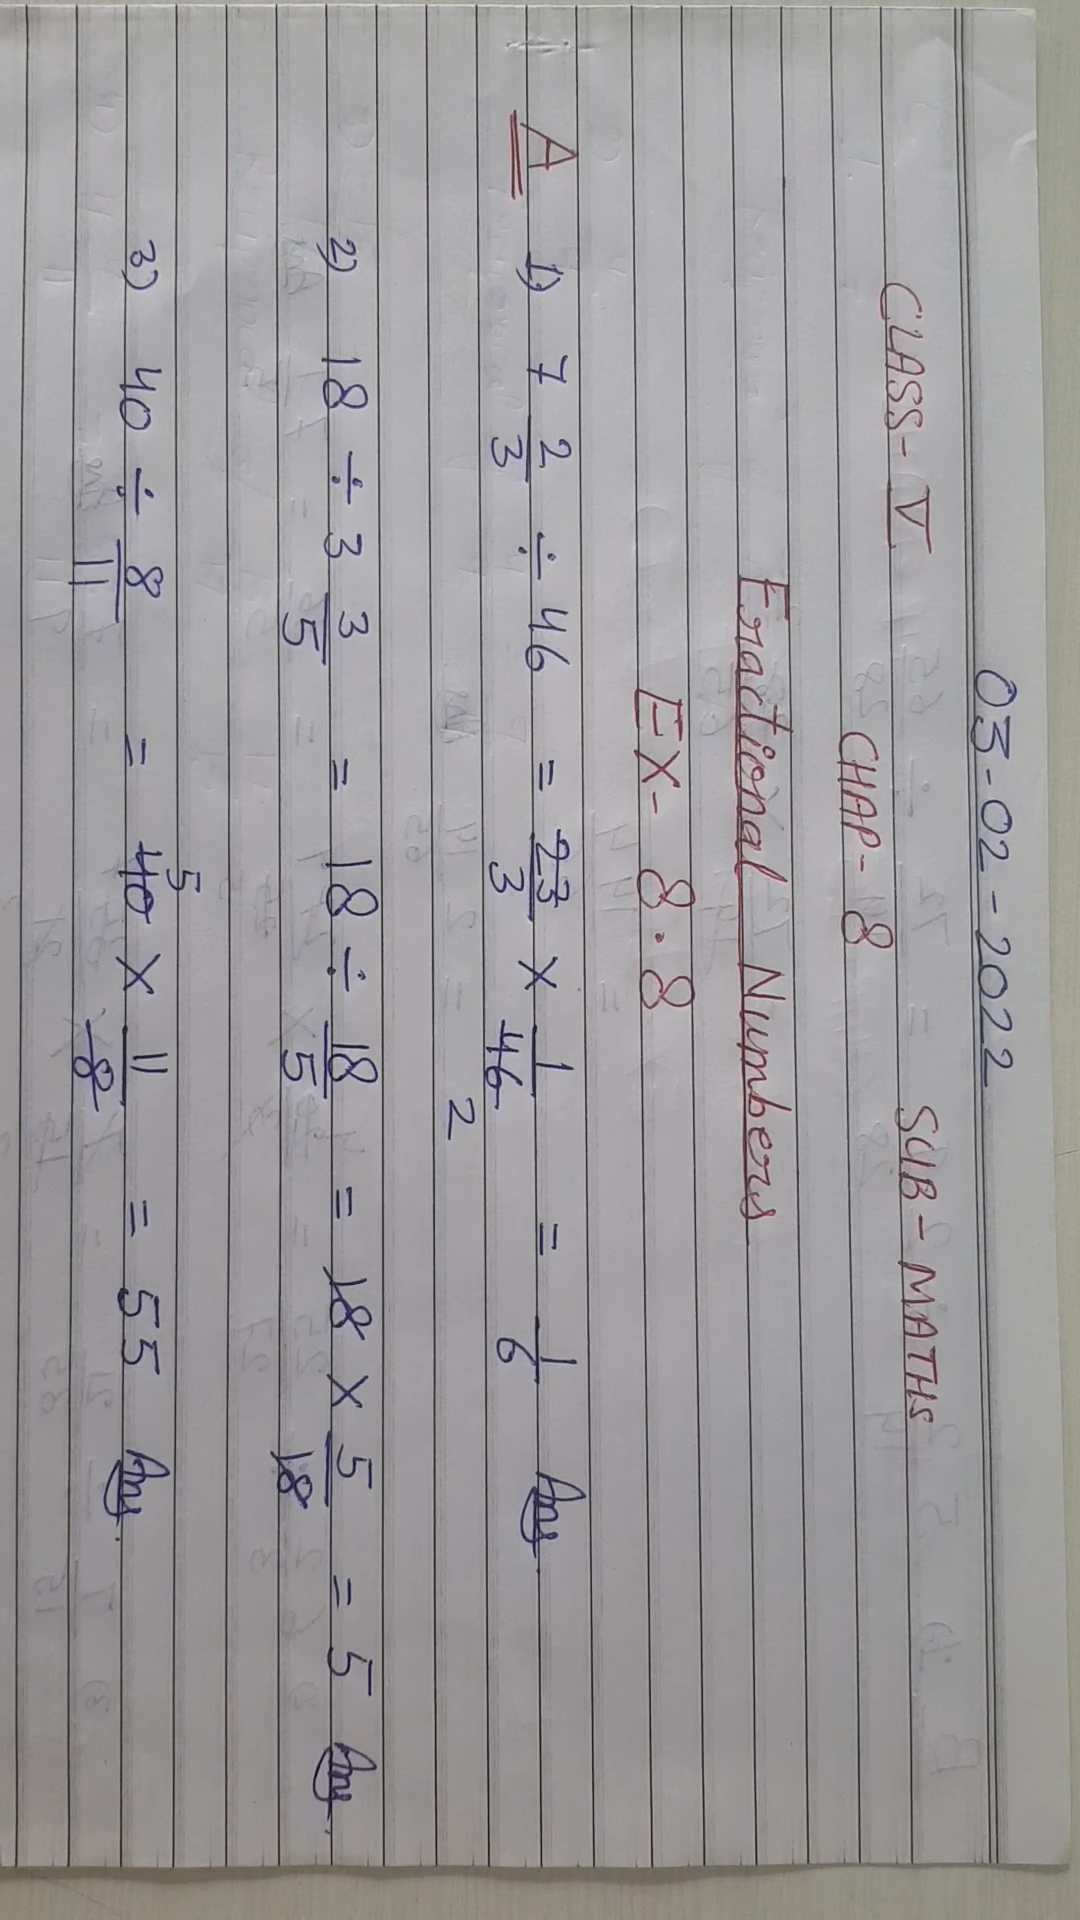 03-02-2022
CLASS-V SUB-MATHS
CHAP-8
Fractional Numbers
EX- 8.8
A 1) 7 2/3 ÷ 46 = 23/3 × 1/46 2 = 1/6 Ans.
2) 18 ÷ 3 3/5 = 18 ÷ 18/5 = 18 × 5/18 = 5 Ans.
3) 40 ÷ 8/11 = 40 5 × 11/8 = 55 Ans.